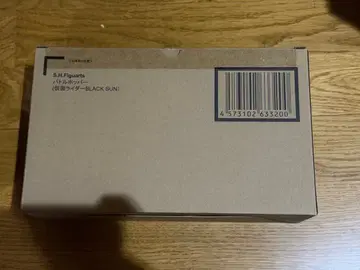 S.H.Figuarts
バトルホッパー
(仮面ライダーBLACK SUN)
4 573102 633200